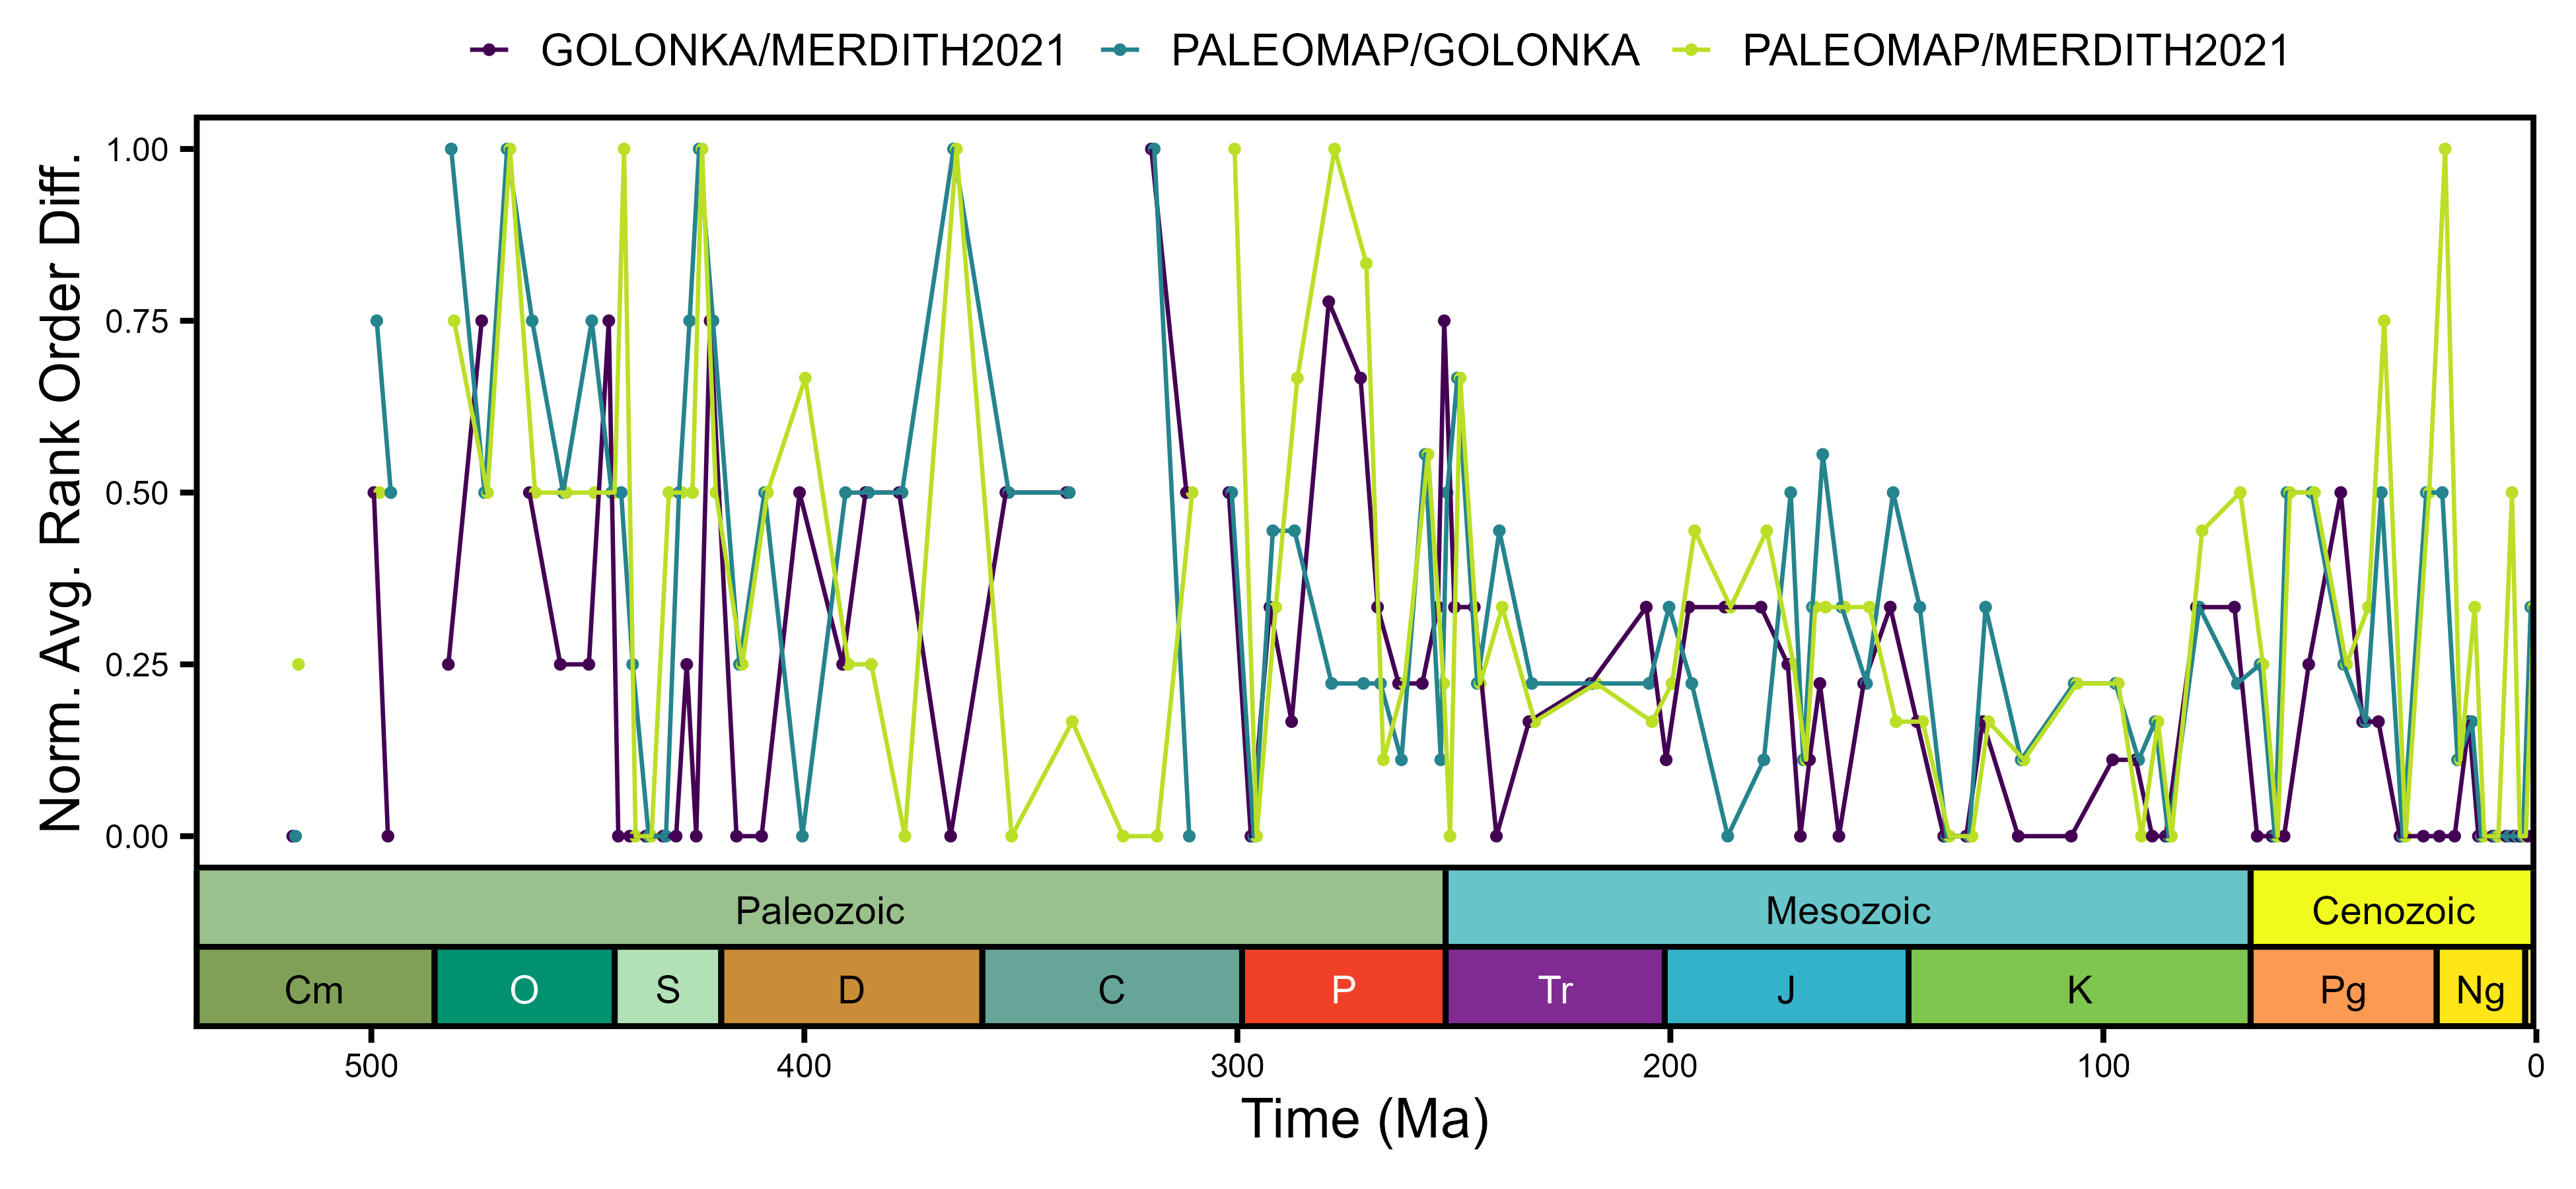 GOLONKA/MERDITH2021 PALEOMAP/GOLONKA PALEOMAP/MERDITH2021
Norm. Avg. Rank Order Diff.
1.00
0.75
0.50
0.25
0.00
Paleozoic Mesozoic Cenozoic
Cm O S D C P Tr J K Pg Ng
500 400 300 200 100 0
Time (Ma)